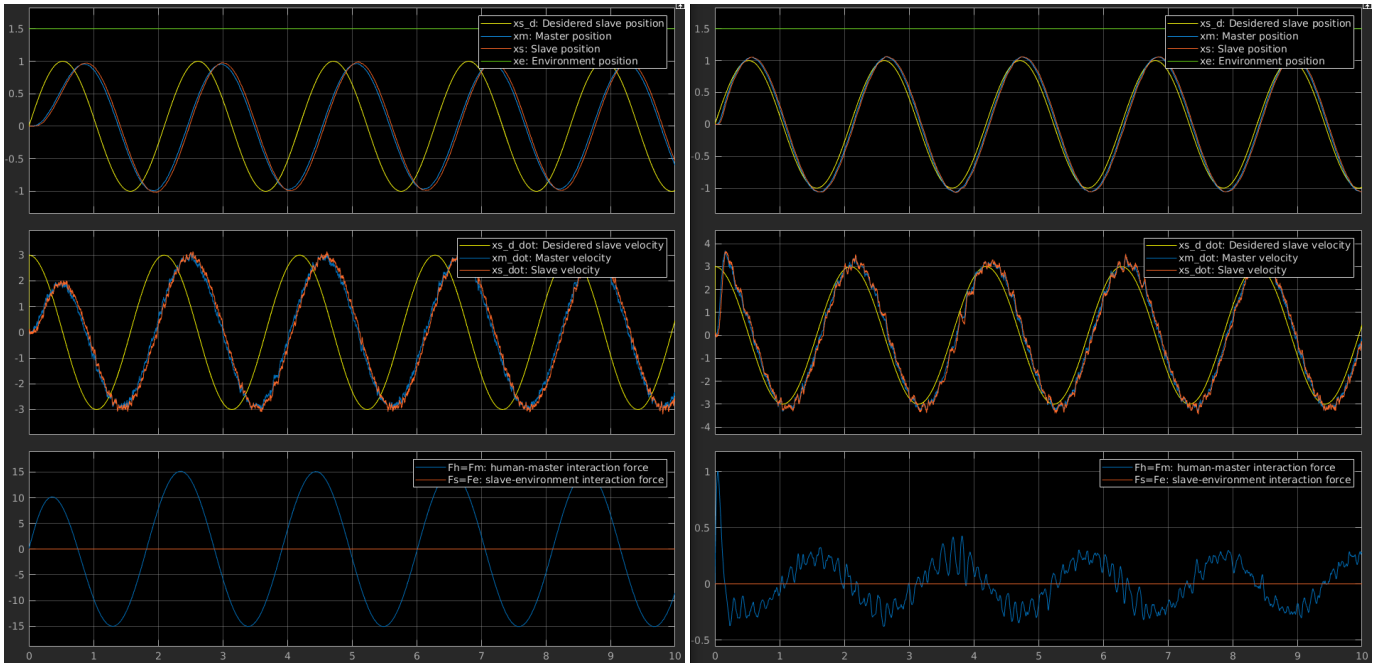 1.5
1
0.5
0
-0.5
-1
xs_d: Desidered slave position
xm: Master position
xs: Slave position
xe: Environment position
3
2
1
0
-1
-2
-3
xs_d_dot: Desidered slave velocity
xm_dot: Master velocity
xs_dot: Slave velocity
15
10
5
0
-5
-10
-15
Fh=Fm: human-master interaction force
Fs=Fe: slave-environment interaction force
0 1 2 3 4 5 6 7 8 9 10
1.5
1
0.5
0
-0.5
-1
xs_d: Desidered slave position
xm: Master position
xs: Slave position
xe: Environment position
4
3
2
1
0
-1
-2
-3
-4
xs_d_dot: Desidered slave velocity
xm_dot: Master velocity
xs_dot: Slave velocity
1
0.5
0
-0.5
Fh=Fm: human-master interaction force
Fs=Fe: slave-environment interaction force
0 1 2 3 4 5 6 7 8 9 10